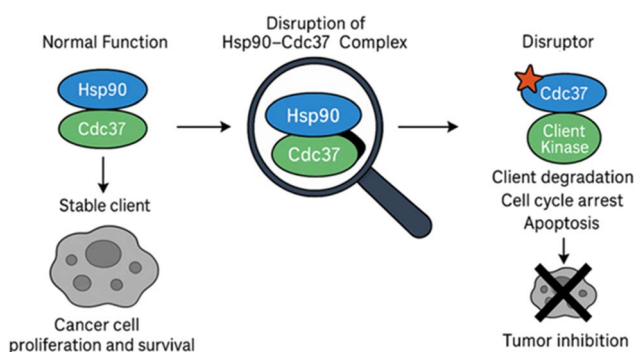 Normal Function
Hsp90
Cdc37
Stable client
Cancer cell
proliferation and survival
Disruption of
Hsp90–Cdc37 Complex
Hsp90
Cdc37
Disruptor
Cdc37
Client
Kinase
Client degradation
Cell cycle arrest
Apoptosis
Tumor inhibition